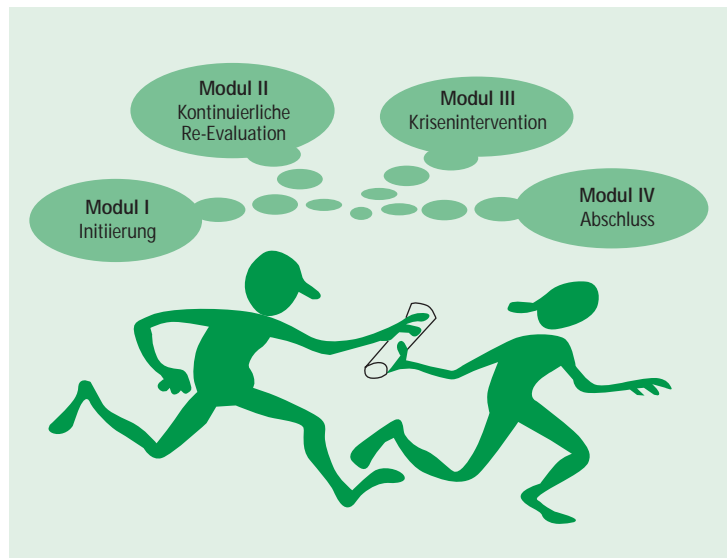 Modul I
Initiierung
Modul II
Kontinuierliche
Re-Evaluation
Modul III
Krisenintervention
Modul IV
Abschluss